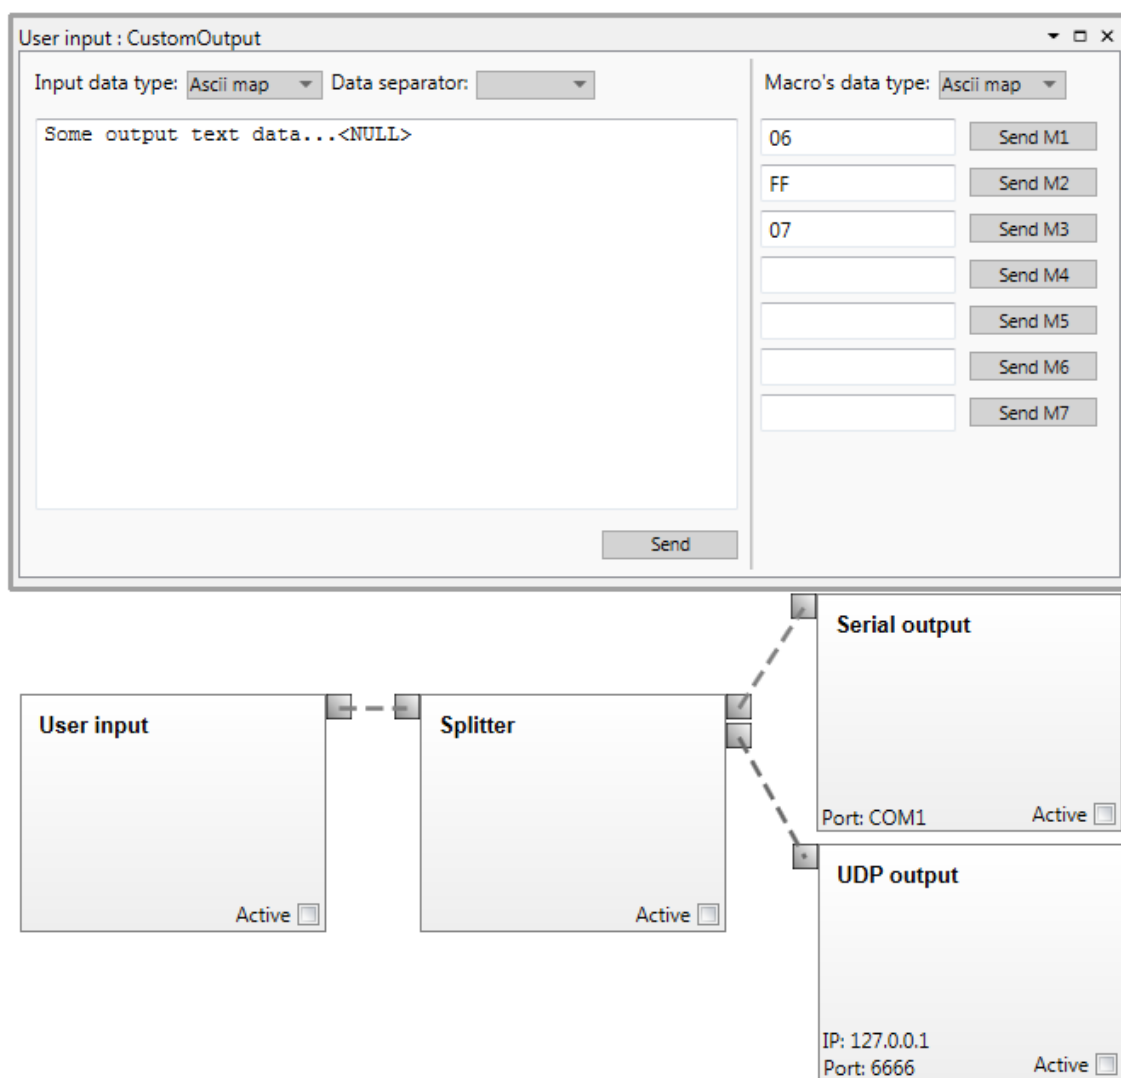 User input : CustomOutput
Input data type: Ascii map Data separator:
Macro's data type: Ascii map
Some output text data...<NULL>
06 Send M1
FF Send M2
07 Send M3
Send M4
Send M5
Send M6
Send M7
Send
Serial output
Port: COM1 Active
User input
Active
Splitter
Active
UDP output
IP: 127.0.0.1
Port: 6666 Active